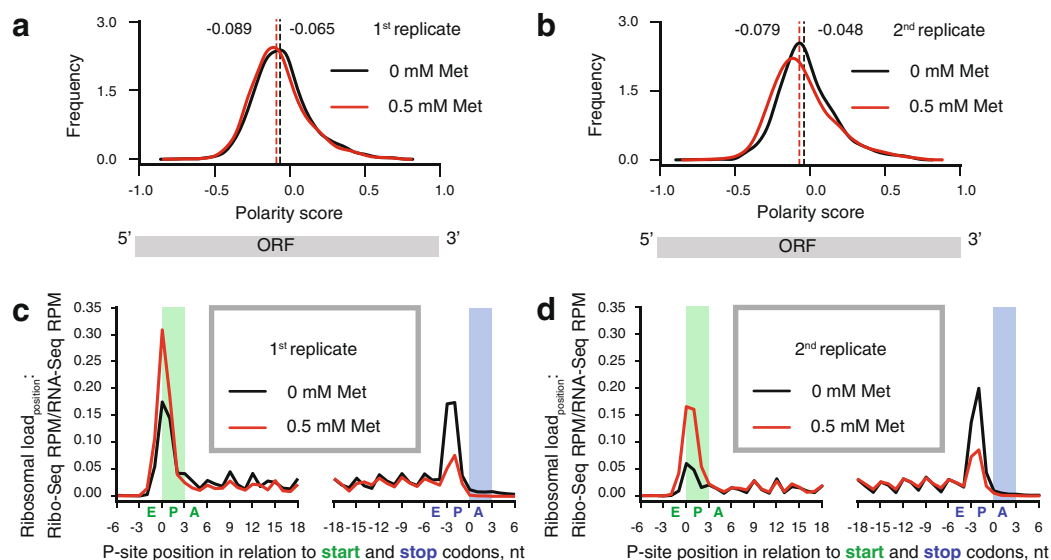 a
-0.089
-0.065
1st replicate
0 mM Met
0.5 mM Met
Frequency
3.0
1.5
0.0
-1.0
-0.5
0.0
0.5
1.0
Polarity score
5’
ORF
3’
b
-0.079
-0.048
2nd replicate
0 mM Met
0.5 mM Met
Frequency
3.0
1.5
0.0
-1.0
-0.5
0.0
0.5
1.0
Polarity score
5’
ORF
3’
c
Ribosomal loadposition:
Ribo-Seq RPM/RNA-Seq RPM
0.35
0.30
0.25
0.20
0.15
0.10
0.05
0.00
1st replicate
0 mM Met
0.5 mM Met
-6 -3 0 3 6 9 12 15 18
E P A
-18 -15 -12 -9 -6 -3 0 3 6
E P A
P-site position in relation to start and stop codons, nt
d
Ribosomal loadposition:
Ribo-Seq RPM/RNA-Seq RPM
0.35
0.30
0.25
0.20
0.15
0.10
0.05
0.00
2nd replicate
0 mM Met
0.5 mM Met
-6 -3 0 3 6 9 12 15 18
E P A
-18 -15 -12 -9 -6 -3 0 3 6
E P A
P-site position in relation to start and stop codons, nt